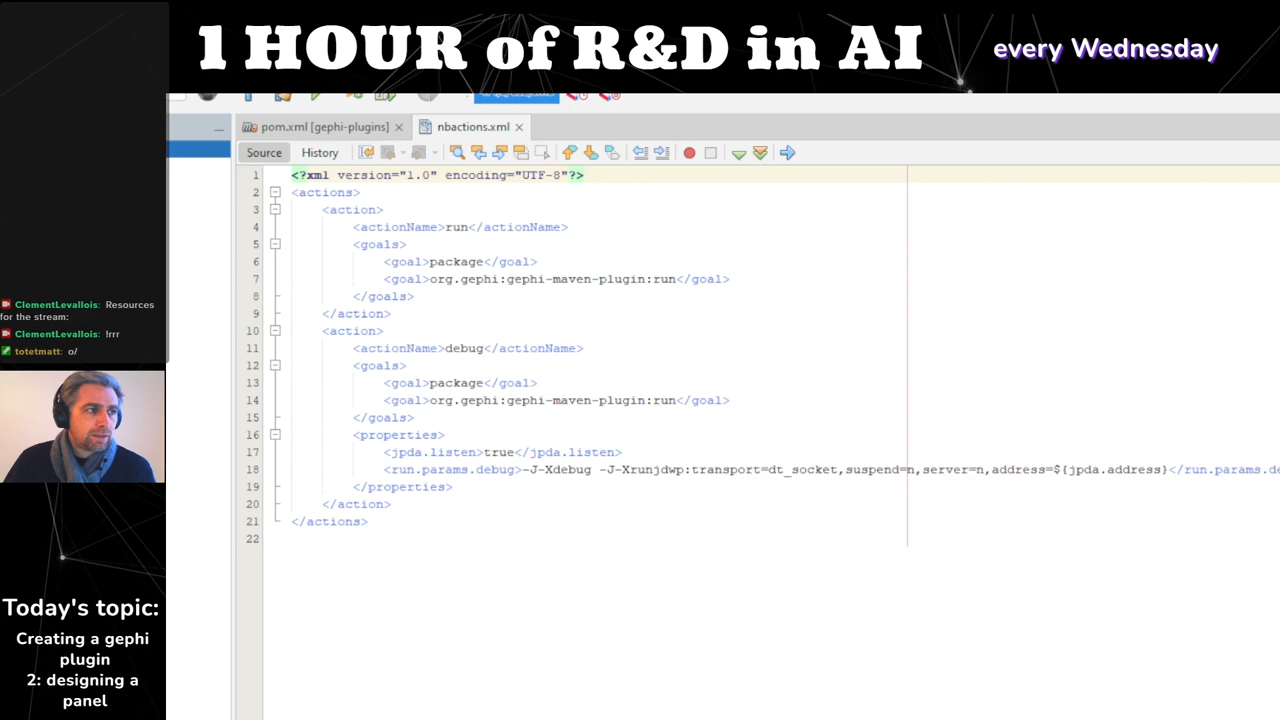 1 HOUR of R&D in AI
every Wednesday
pom.xml [gephi-plugins]
nbactions.xml
Source
History
1 <?xml version="1.0" encoding="UTF-8"?>
2 <actions>
3 <action>
4 <actionName>run</actionName>
5 <goals>
6 <goal>package</goal>
7 <goal>org.gephi:gephi-maven-plugin:run</goal>
8 </goals>
9 </action>
10 <action>
11 <actionName>debug</actionName>
12 <goals>
13 <goal>package</goal>
14 <goal>org.gephi:gephi-maven-plugin:run</goal>
15 </goals>
16 <properties>
17 <jpda.listen>true</jpda.listen>
18 <run.params.debug>-J-Xdebug -J-Xrunjdwp:transport=dt_socket,suspend=n,server=n,address=${jpda.address}</run.params.de
19 </properties>
20 </action>
21 </actions>
22
ClementLevallois: Resources
for the stream:
ClementLevallois: !rrr
totetmatt: o/
Today's topic:
Creating a gephi
plugin
2: designing a
panel